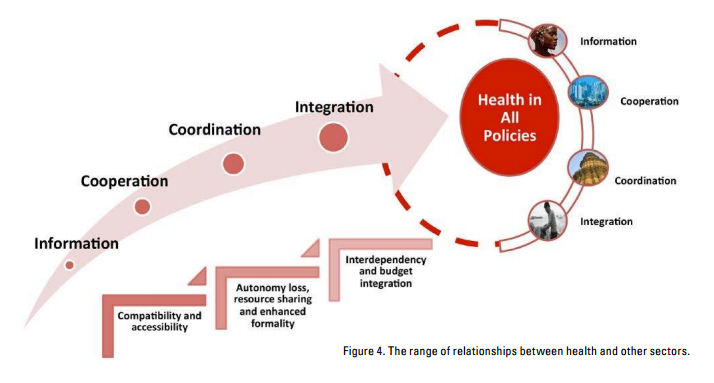 Integration
Coordination
Cooperation
Information
Health in
All
Policies
Information
Cooperation
Coordination
Integration
Compatibility and
accessibility
Autonomy loss,
resource sharing
and enhanced
formality
Interdependency
and budget
integration
Figure 4. The range of relationships between health and other sectors.